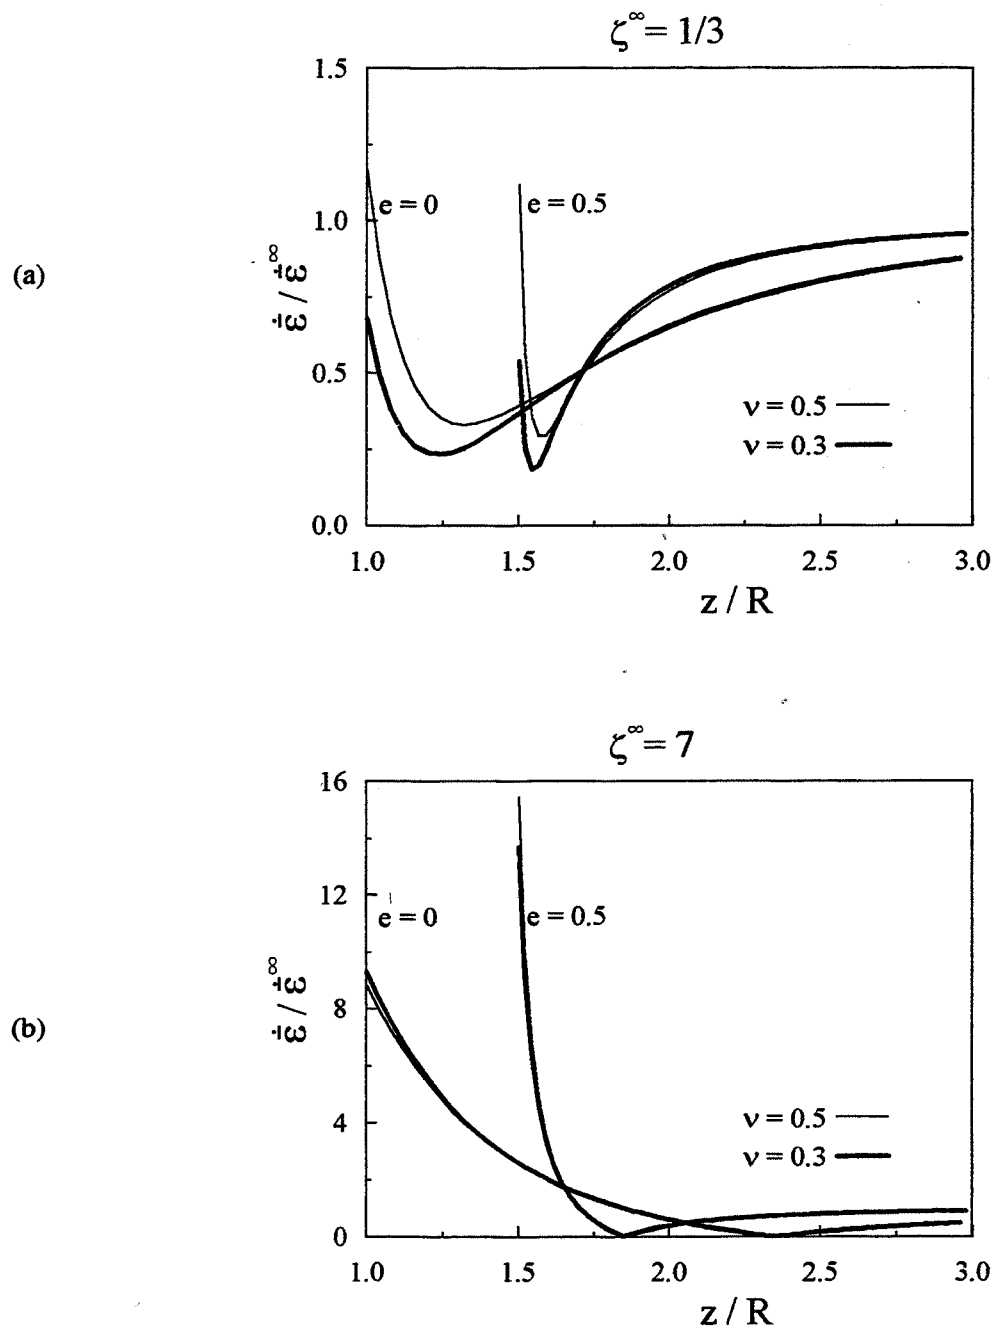 ζ∞ = 1/3
(a)
ε̇ / ε̇∞
1.5
1.0
0.5
0.0
e = 0
e = 0.5
ν = 0.5
ν = 0.3
1.0 1.5 2.0 2.5 3.0
z / R
ζ∞ = 7
(b)
ε̇ / ε̇∞
16
12
8
4
0
e = 0
e = 0.5
ν = 0.5
ν = 0.3
1.0 1.5 2.0 2.5 3.0
z / R